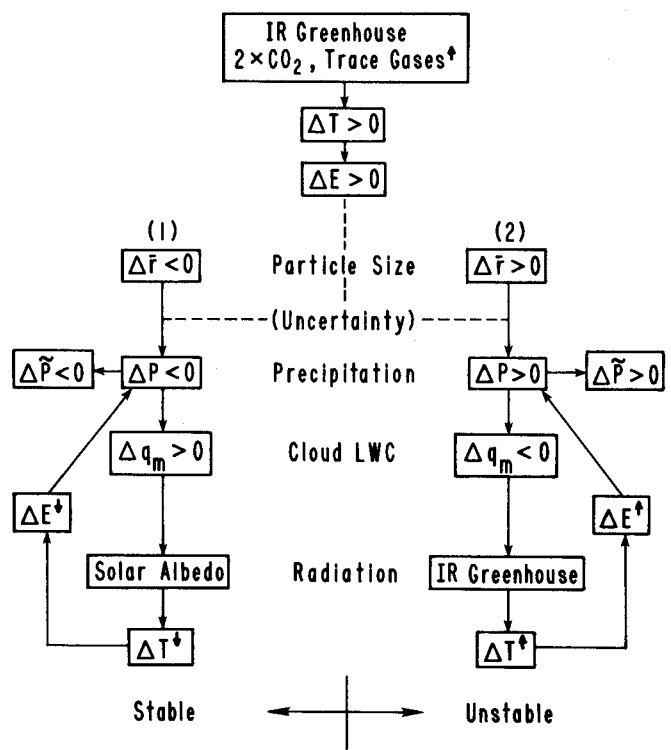 IR Greenhouse
2×CO₂, Trace Gases↑
ΔT>0
ΔE>0
(1) (2)
Δr̄<0 Particle Size Δr̄>0
(Uncertainty)
ΔP̃<0 ΔP<0 Precipitation ΔP>0 ΔP̃>0
Δqₘ>0 Cloud LWC Δqₘ<0
ΔE↓ ΔE↑
Solar Albedo Radiation IR Greenhouse
ΔT↓ ΔT↑
Stable Unstable